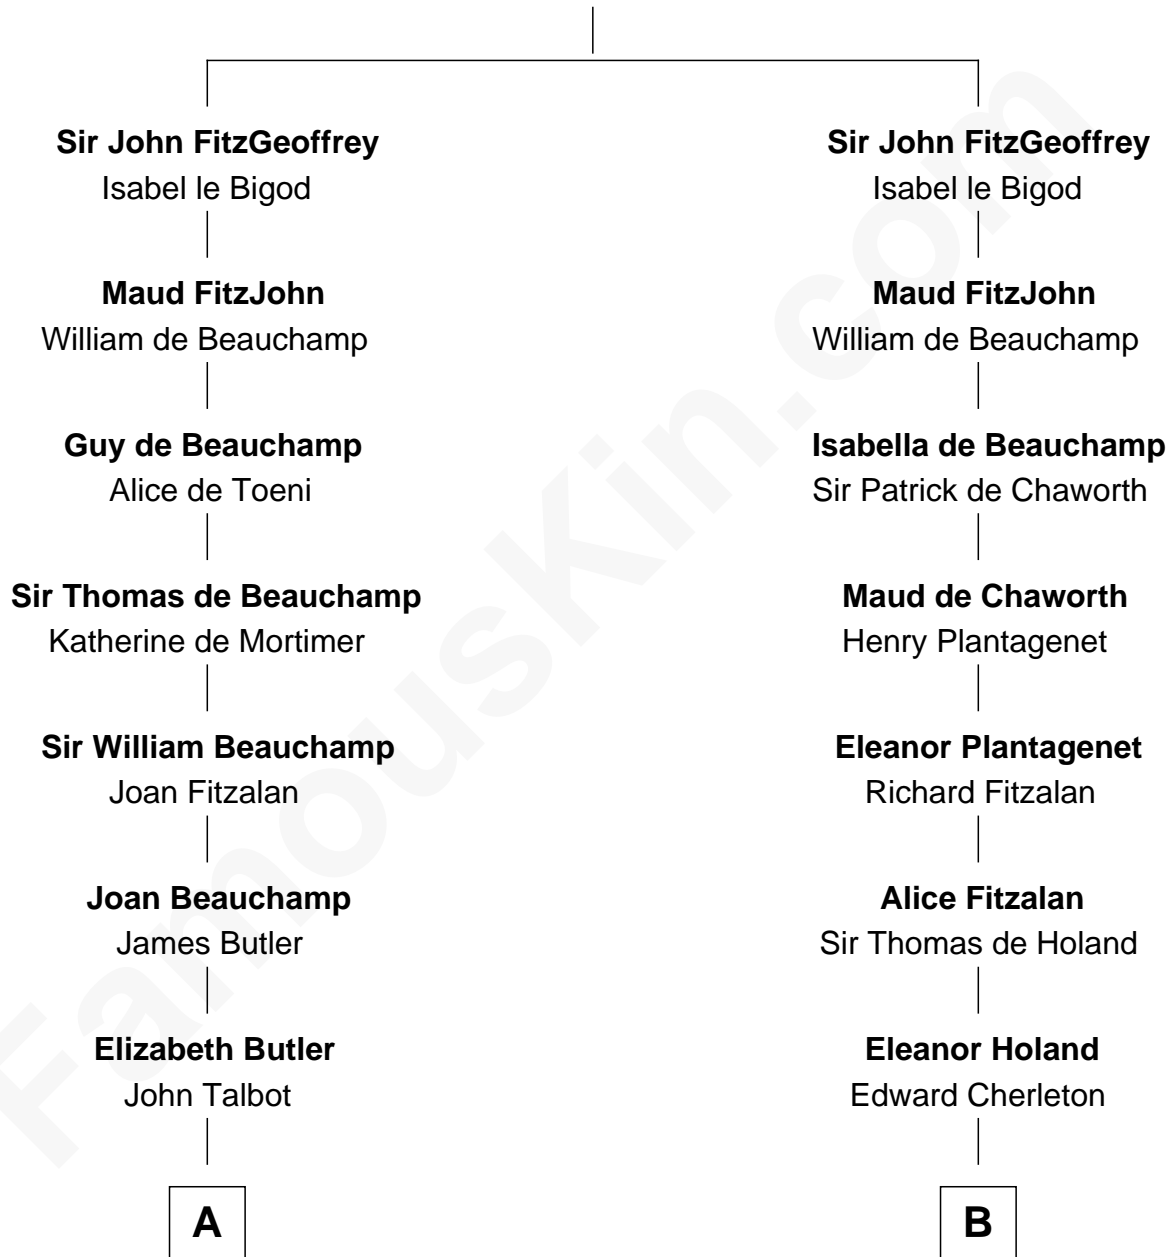 Sir John FitzGeoffrey
Isabel le Bigod
Maud FitzJohn
William de Beauchamp
Guy de Beauchamp
Alice de Toeni
Sir Thomas de Beauchamp
Katherine de Mortimer
Sir William Beauchamp
Joan Fitzalan
Joan Beauchamp
James Butler
Elizabeth Butler
John Talbot
A
Sir John FitzGeoffrey
Isabel le Bigod
Maud FitzJohn
William de Beauchamp
Isabella de Beauchamp
Sir Patrick de Chaworth
Maud de Chaworth
Henry Plantagenet
Eleanor Plantagenet
Richard Fitzalan
Alice Fitzalan
Sir Thomas de Holand
Eleanor Holand
Edward Cherleton
B
FamousKin.com